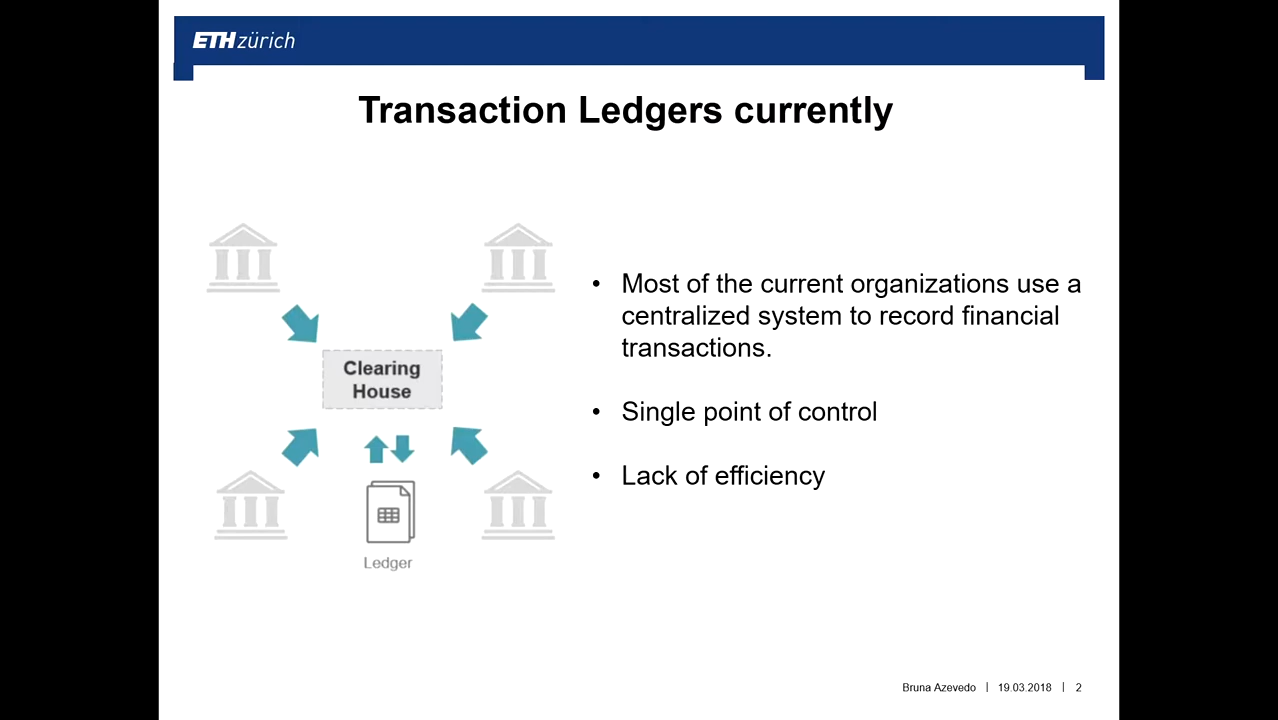 ETH zürich
Transaction Ledgers currently
Clearing
House
Ledger
• Most of the current organizations use a
centralized system to record financial
transactions.
• Single point of control
• Lack of efficiency
Bruna Azevedo | 19.03.2018 | 2